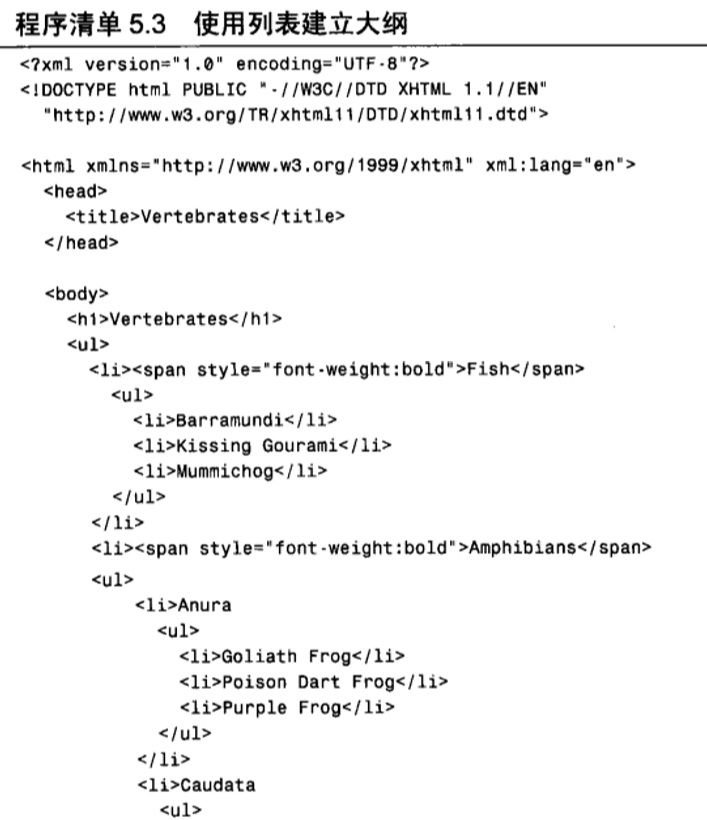 程序清单 5.3 使用列表建立大纲
<?xml version="1.0" encoding="UTF-8"?>
<!DOCTYPE html PUBLIC "-//W3C//DTD XHTML 1.1//EN"
"http://www.w3.org/TR/xhtml11/DTD/xhtml11.dtd">
<html xmlns="http://www.w3.org/1999/xhtml" xml:lang="en">
<head>
<title>Vertebrates</title>
</head>
<body>
<h1>Vertebrates</h1>
<ul>
<li><span style="font-weight:bold">Fish</span>
<ul>
<li>Barramundi</li>
<li>Kissing Gourami</li>
<li>Mummichog</li>
</ul>
</li>
<li><span style="font-weight:bold">Amphibians</span>
<ul>
<li>Anura
<ul>
<li>Goliath Frog</li>
<li>Poison Dart Frog</li>
<li>Purple Frog</li>
</ul>
</li>
<li>Caudata
<ul>